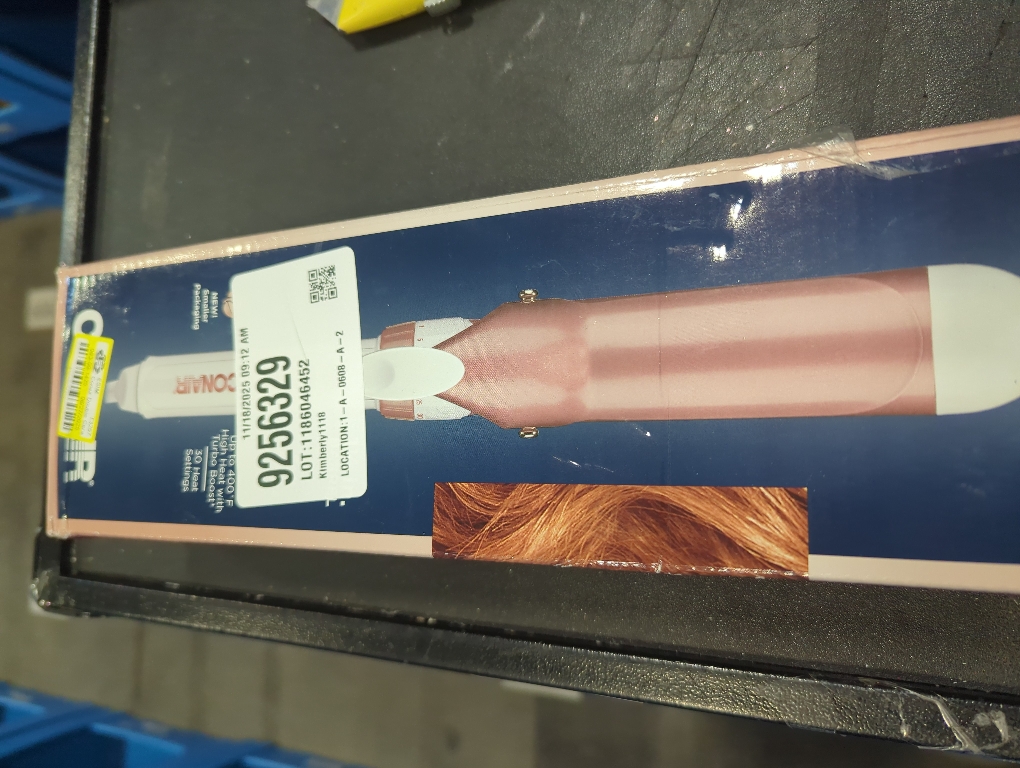 NEW!
Smaller
Packaging
CONAIR
11/18/2025 09:12 AM
9256329
LOT:1186046452
Kimberly1118
LOCATION:1-A-0608-A-2
Up to 400°F
High Heat with
Turbo Boost
30 Heat
Settings